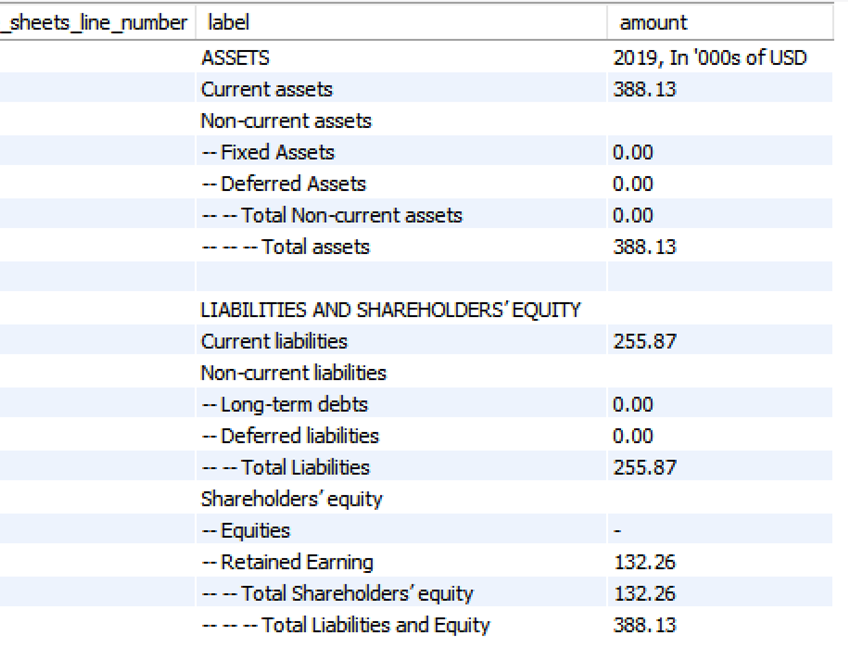 _sheets_line_number label amount
ASSETS 2019, In '000s of USD
Current assets 388.13
Non-current assets
-- Fixed Assets 0.00
-- Deferred Assets 0.00
-- -- Total Non-current assets 0.00
-- -- -- Total assets 388.13
LIABILITIES AND SHAREHOLDERS’ EQUITY
Current liabilities 255.87
Non-current liabilities
-- Long-term debts 0.00
-- Deferred liabilities 0.00
-- -- Total Liabilities 255.87
Shareholders’ equity
-- Equities -
-- Retained Earning 132.26
-- -- Total Shareholders’ equity 132.26
-- -- -- Total Liabilities and Equity 388.13